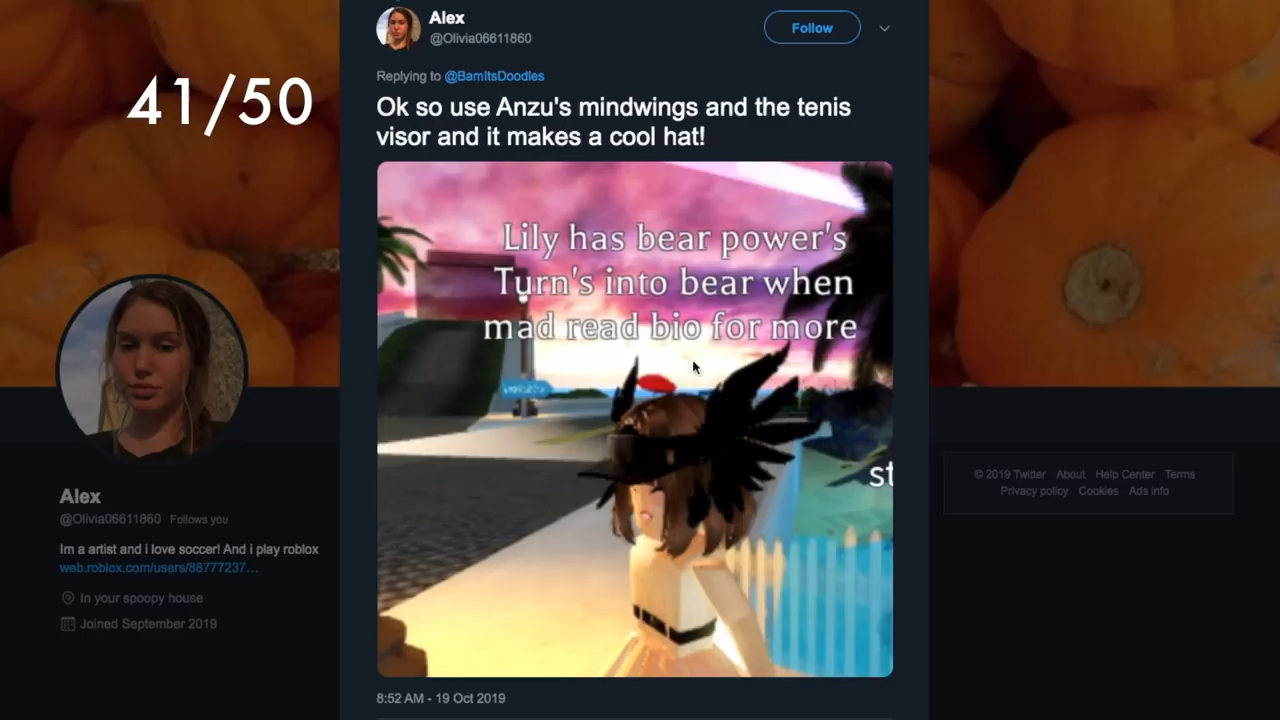 41/50
Alex
@Olivia06611860
Follow
Replying to @BamItsDoodles
Ok so use Anzu's mindwings and the tenis
visor and it makes a cool hat!
Lily has bear power's
Turn's into bear when
mad read bio for more
st
8:52 AM - 19 Oct 2019
Alex
@Olivia06611860 Follows you
Im a artist and i love soccer! And i play roblox
web.roblox.com/users/88777237…
In your spoopy house
Joined September 2019
© 2019 Twitter About Help Center Terms
Privacy policy Cookies Ads info